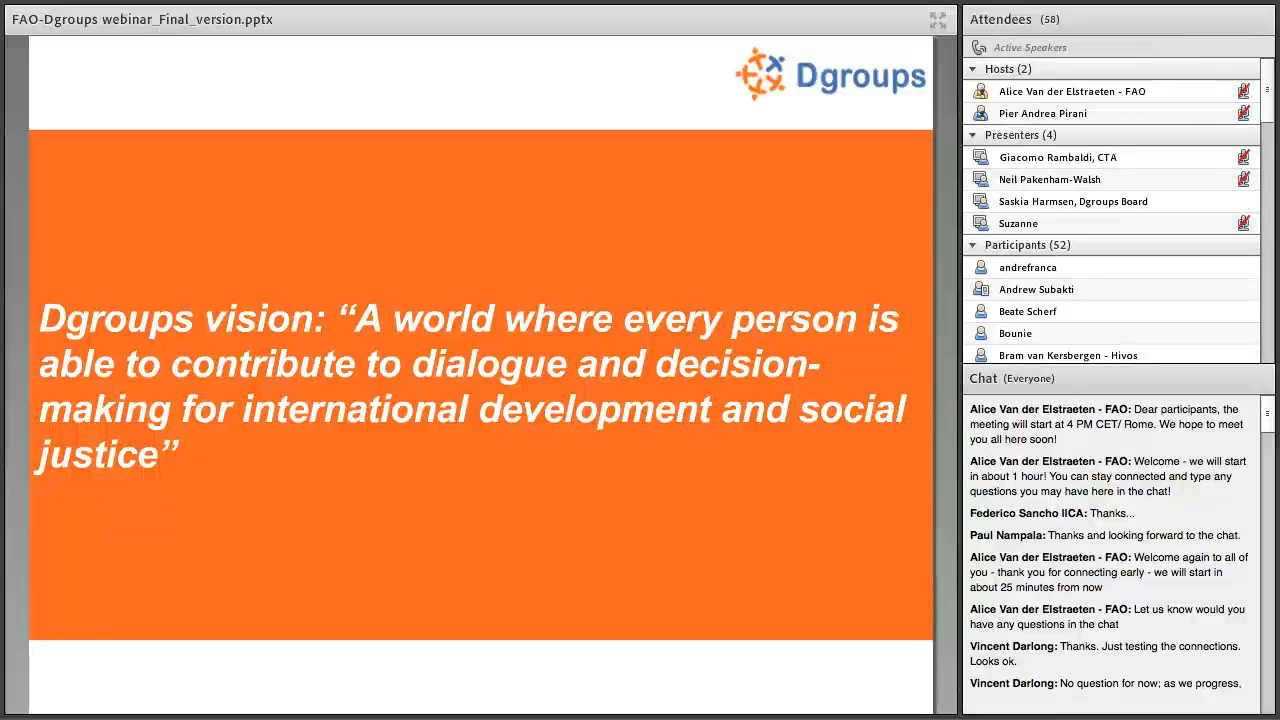 FAO-Dgroups webinar_Final_version.pptx
Dgroups
Dgroups vision: “A world where every person is
able to contribute to dialogue and decision-
making for international development and social
justice”
Attendees (58)
Active Speakers
Hosts (2)
Alice Van der Elstraeten - FAO
Pier Andrea Pirani
Presenters (4)
Giacomo Rambaldi, CTA
Neil Pakenham-Walsh
Saskia Harmsen, Dgroups Board
Suzanne
Participants (52)
andrefranca
Andrew Subakti
Beate Scherf
Bounie
Bram van Kersbergen - Hivos
Chat (Everyone)
Alice Van der Elstraeten - FAO: Dear participants, the
meeting will start at 4 PM CET/ Rome. We hope to meet
you all here soon!
Alice Van der Elstraeten - FAO: Welcome - we will start
in about 1 hour! You can stay connected and type any
questions you may have here in the chat!
Federico Sancho IICA: Thanks...
Paul Nampala: Thanks and looking forward to the chat.
Alice Van der Elstraeten - FAO: Welcome again to all of
you - thank you for connecting early - we will start in
about 25 minutes from now
Alice Van der Elstraeten - FAO: Let us know would you
have any questions in the chat
Vincent Darlong: Thanks. Just testing the connections.
Looks ok.
Vincent Darlong: No question for now; as we progress,